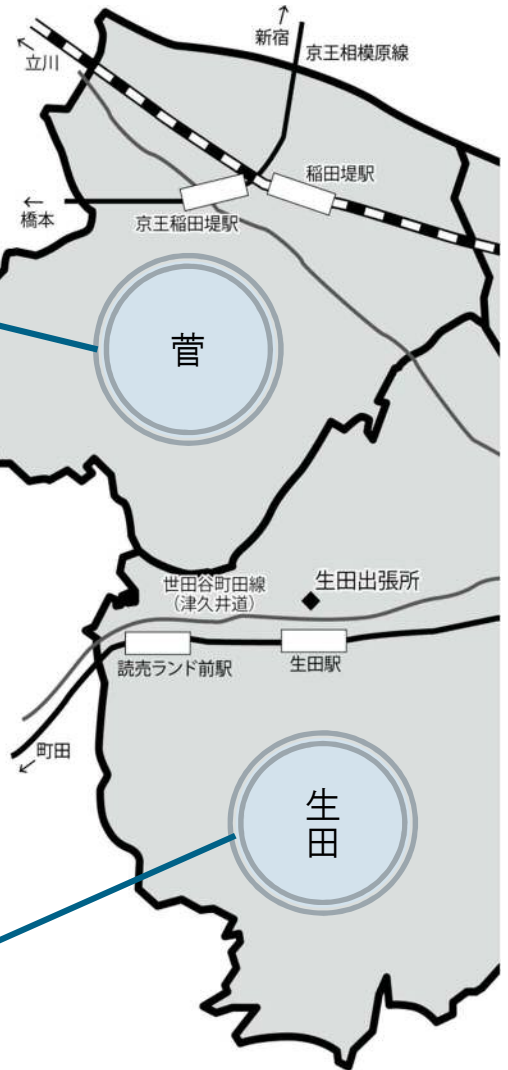 ↑
新宿
京王相模原線
←
立川
稲田堤駅
←
橋本
京王稲田堤駅
菅
世田谷町田線
（津久井道）
生田出張所
読売ランド前駅
生田駅
町田
←
生田